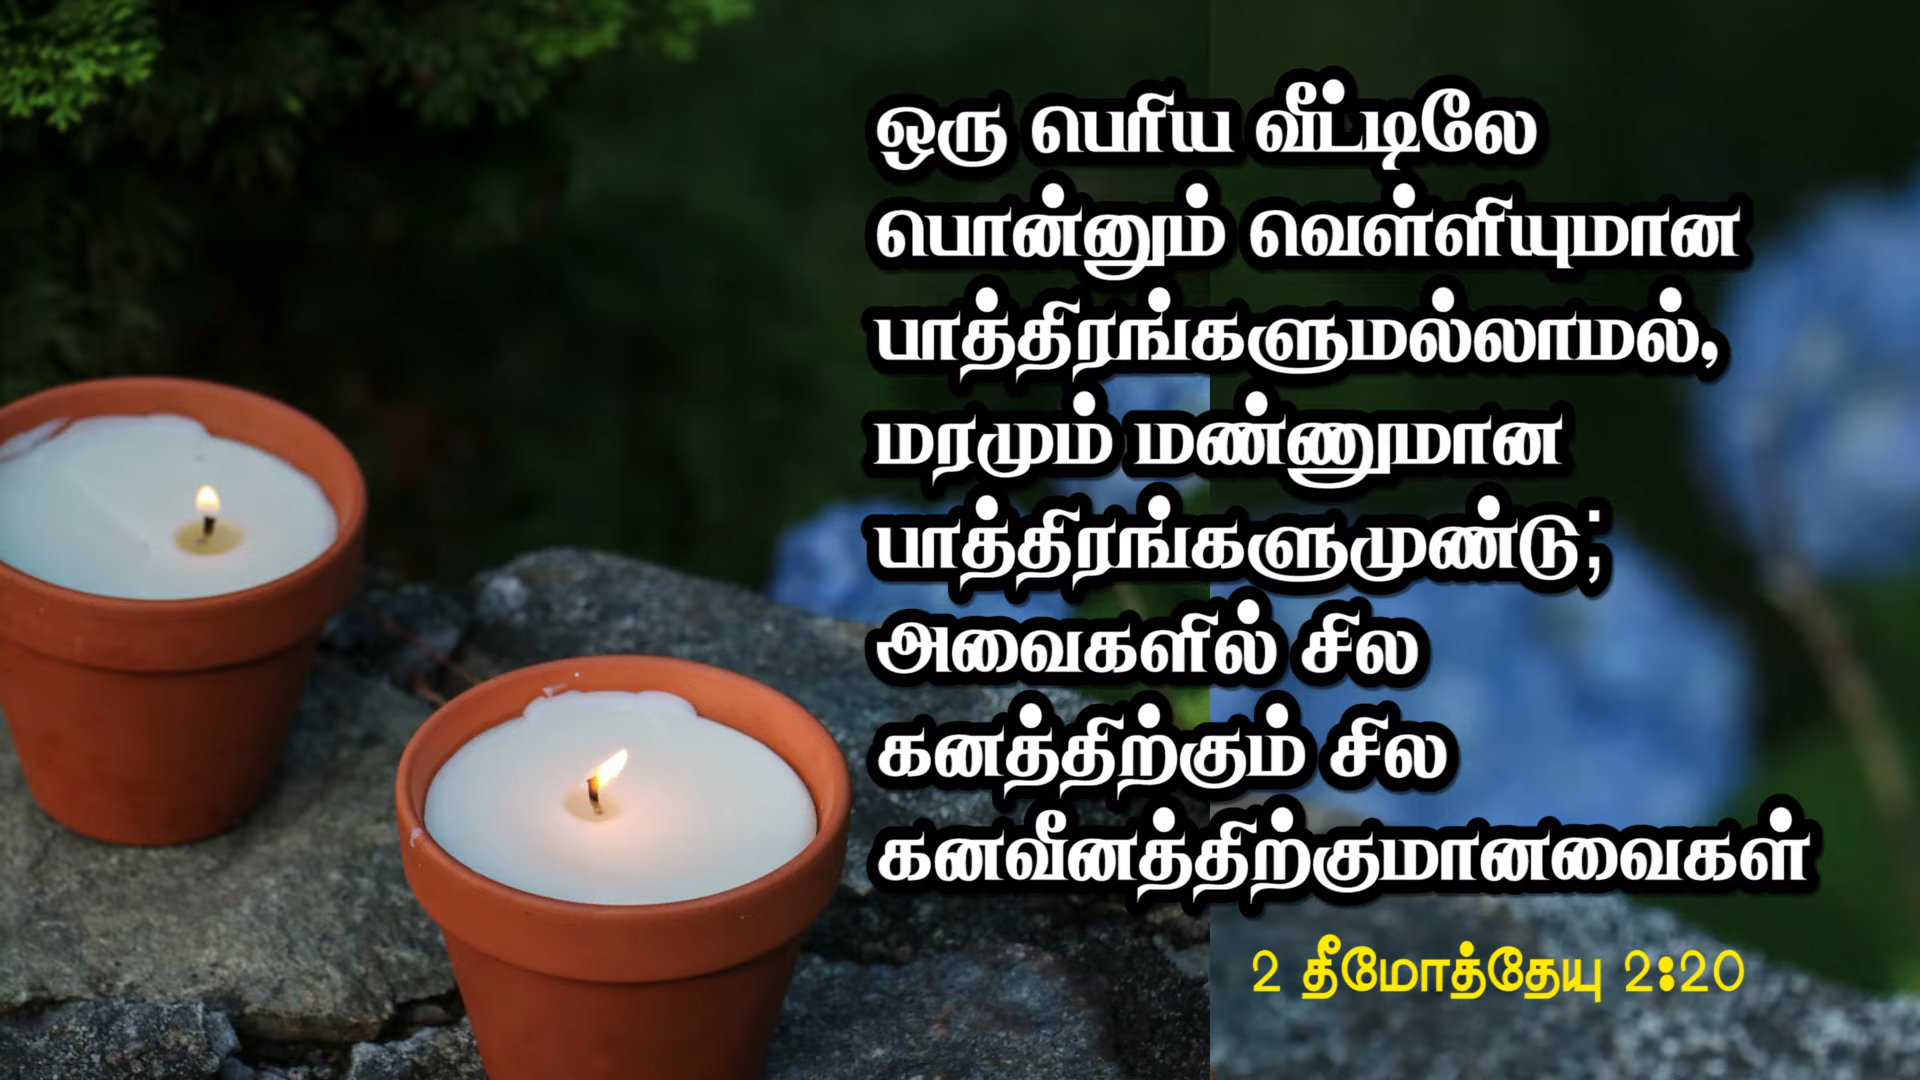 ஒரு பெரிய வீட்டிலே
பொன்னும் வெள்ளியுமான
பாத்திரங்களுமல்லாமல்,
மரமும் மண்ணுமான
பாத்திரங்களுமுண்டு;
அவைகளில் சில
கனத்திற்கும் சில
கனவீனத்திற்குமானவைகள்
2 தீமோத்தேயு 2:20